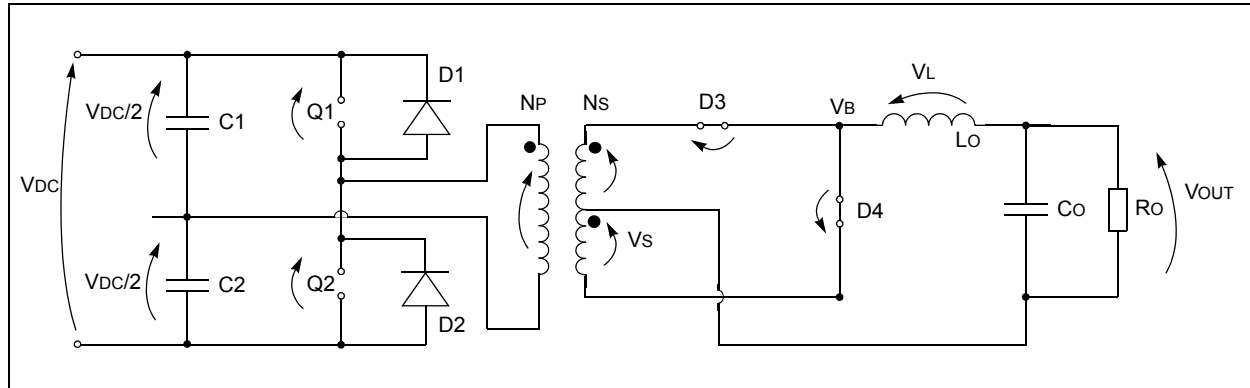 VDC
VDC/2
C1
Q1
D1
NP
NS
D3
VB
VL
LO
VDC/2
C2
Q2
D2
VS
D4
CO
RO
VOUT